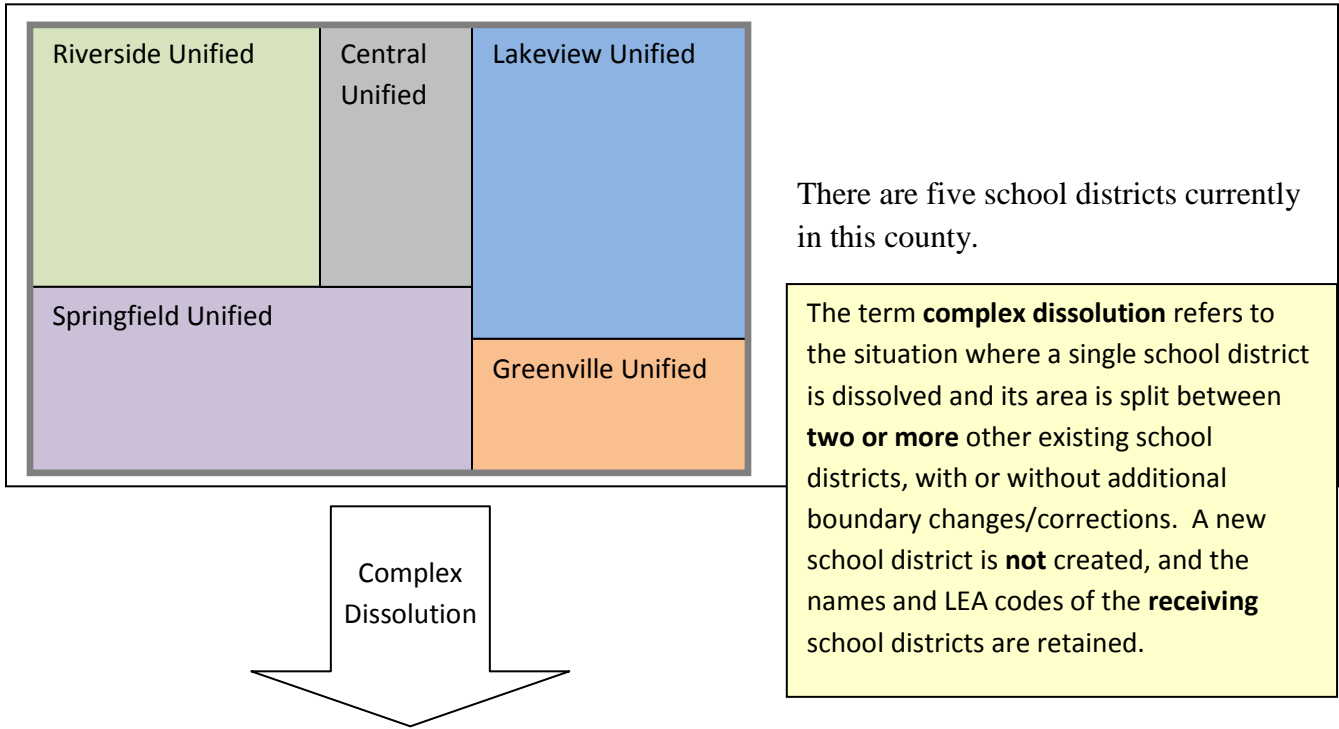 Riverside Unified
Central
Unified
Lakeview Unified
Springfield Unified
Greenville Unified
There are five school districts currently
in this county.
The term complex dissolution refers to
the situation where a single school district
is dissolved and its area is split between
two or more other existing school
districts, with or without additional
boundary changes/corrections.  A new
school district is not created, and the
names and LEA codes of the receiving
school districts are retained.
Complex
Dissolution